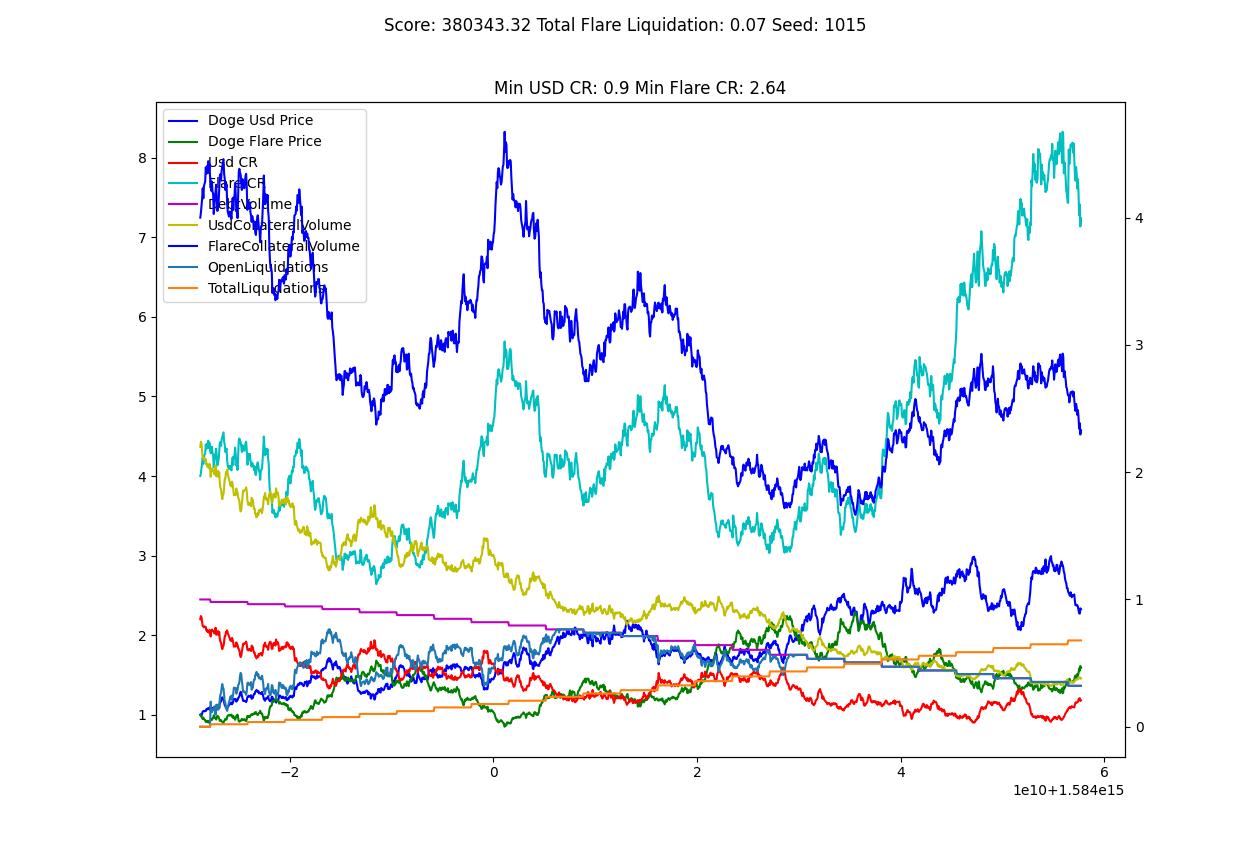 Score: 380343.32 Total Flare Liquidation: 0.07 Seed: 1015
Min USD CR: 0.9 Min Flare CR: 2.64
Doge Usd Price
Doge Flare Price
Usd CR
Flare CR
DebtVolume
UsdCollateralVolume
FlareCollateralVolume
OpenLiquidations
TotalLiquidations
8
7
6
5
4
3
2
1
4
3
2
1
0
−2
0
2
4
6
1e10+1.584e15